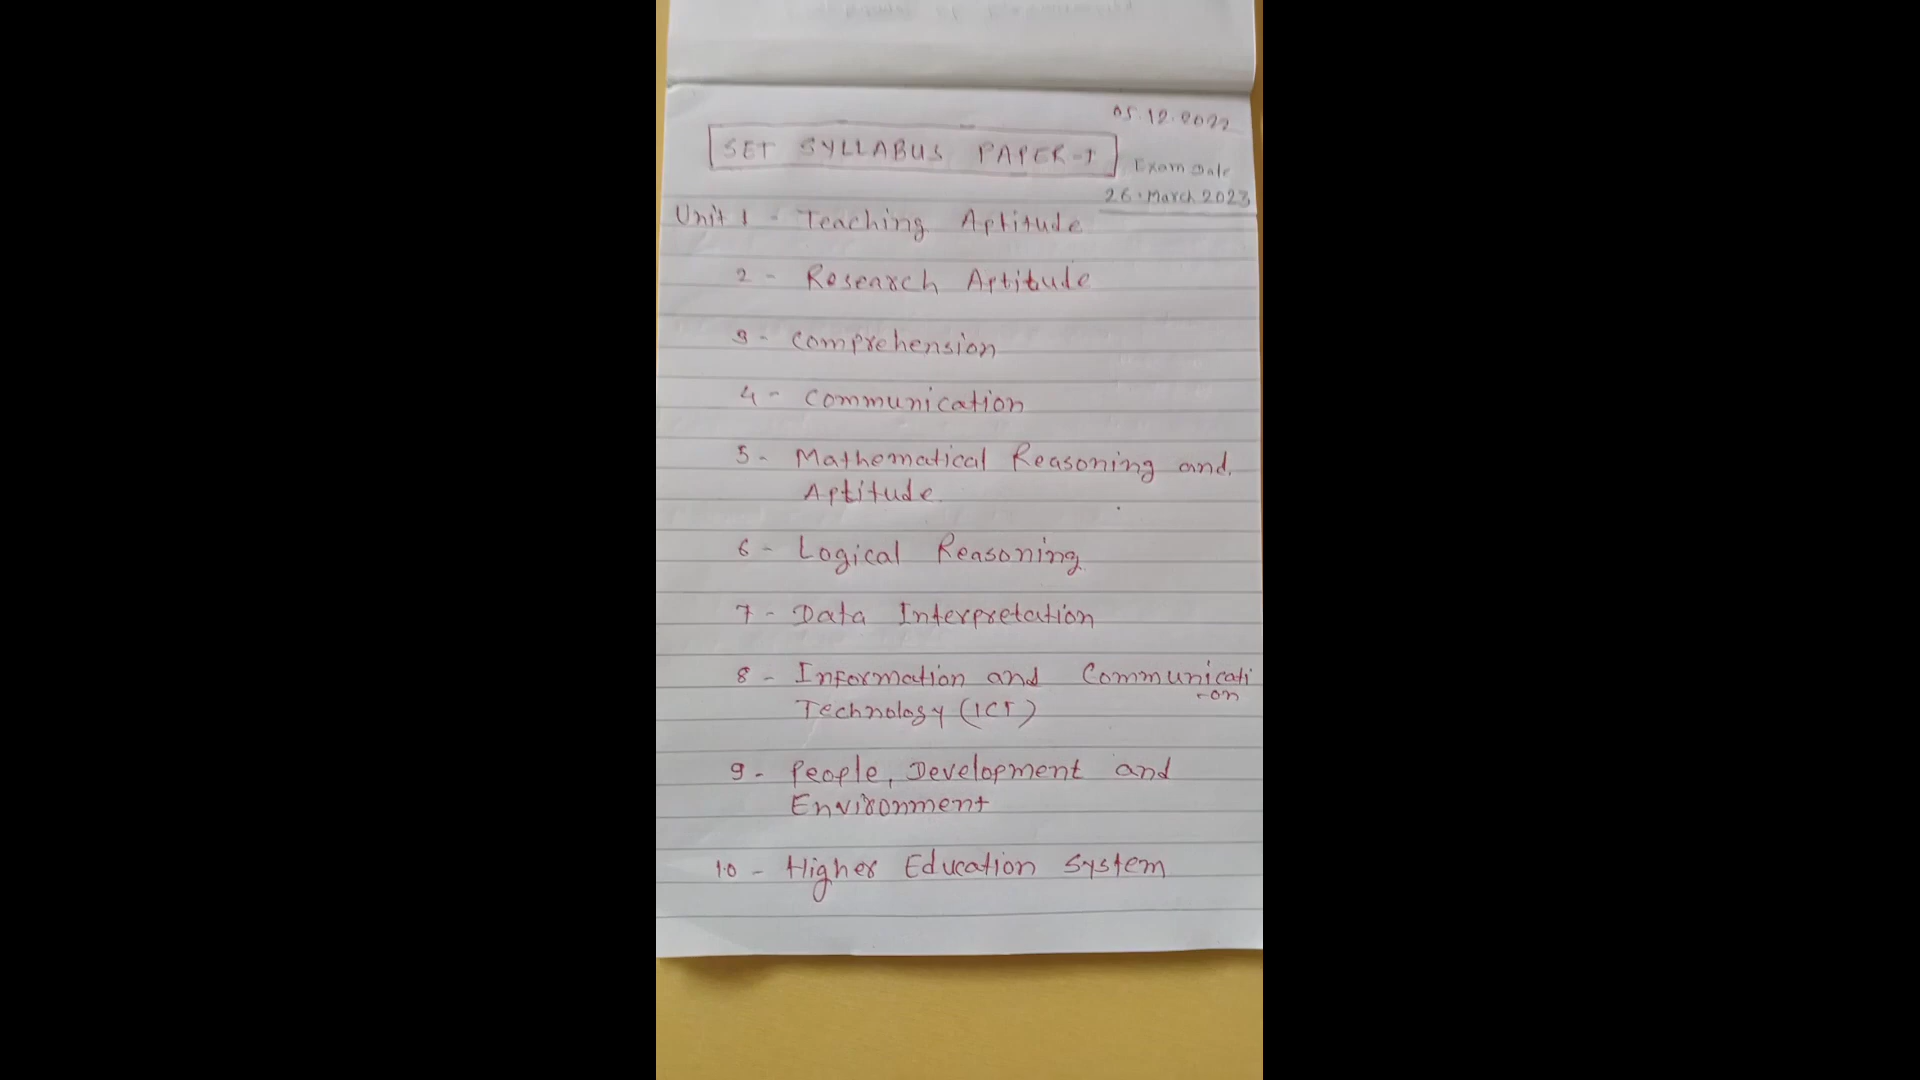 05.12.2022
SET SYLLABUS PAPER-I
Exam Date
26.March 2023
Unit 1 - Teaching Aptitude
2 - Research Aptitude
3 - Comprehension
4 - Communication
5 - Mathematical Reasoning and
Aptitude
6 - Logical Reasoning
7 - Data Interpretation
8 - Information and Communicati
-on
Technology (ICT)
9 - People, Development and
Environment
10 - Higher Education System